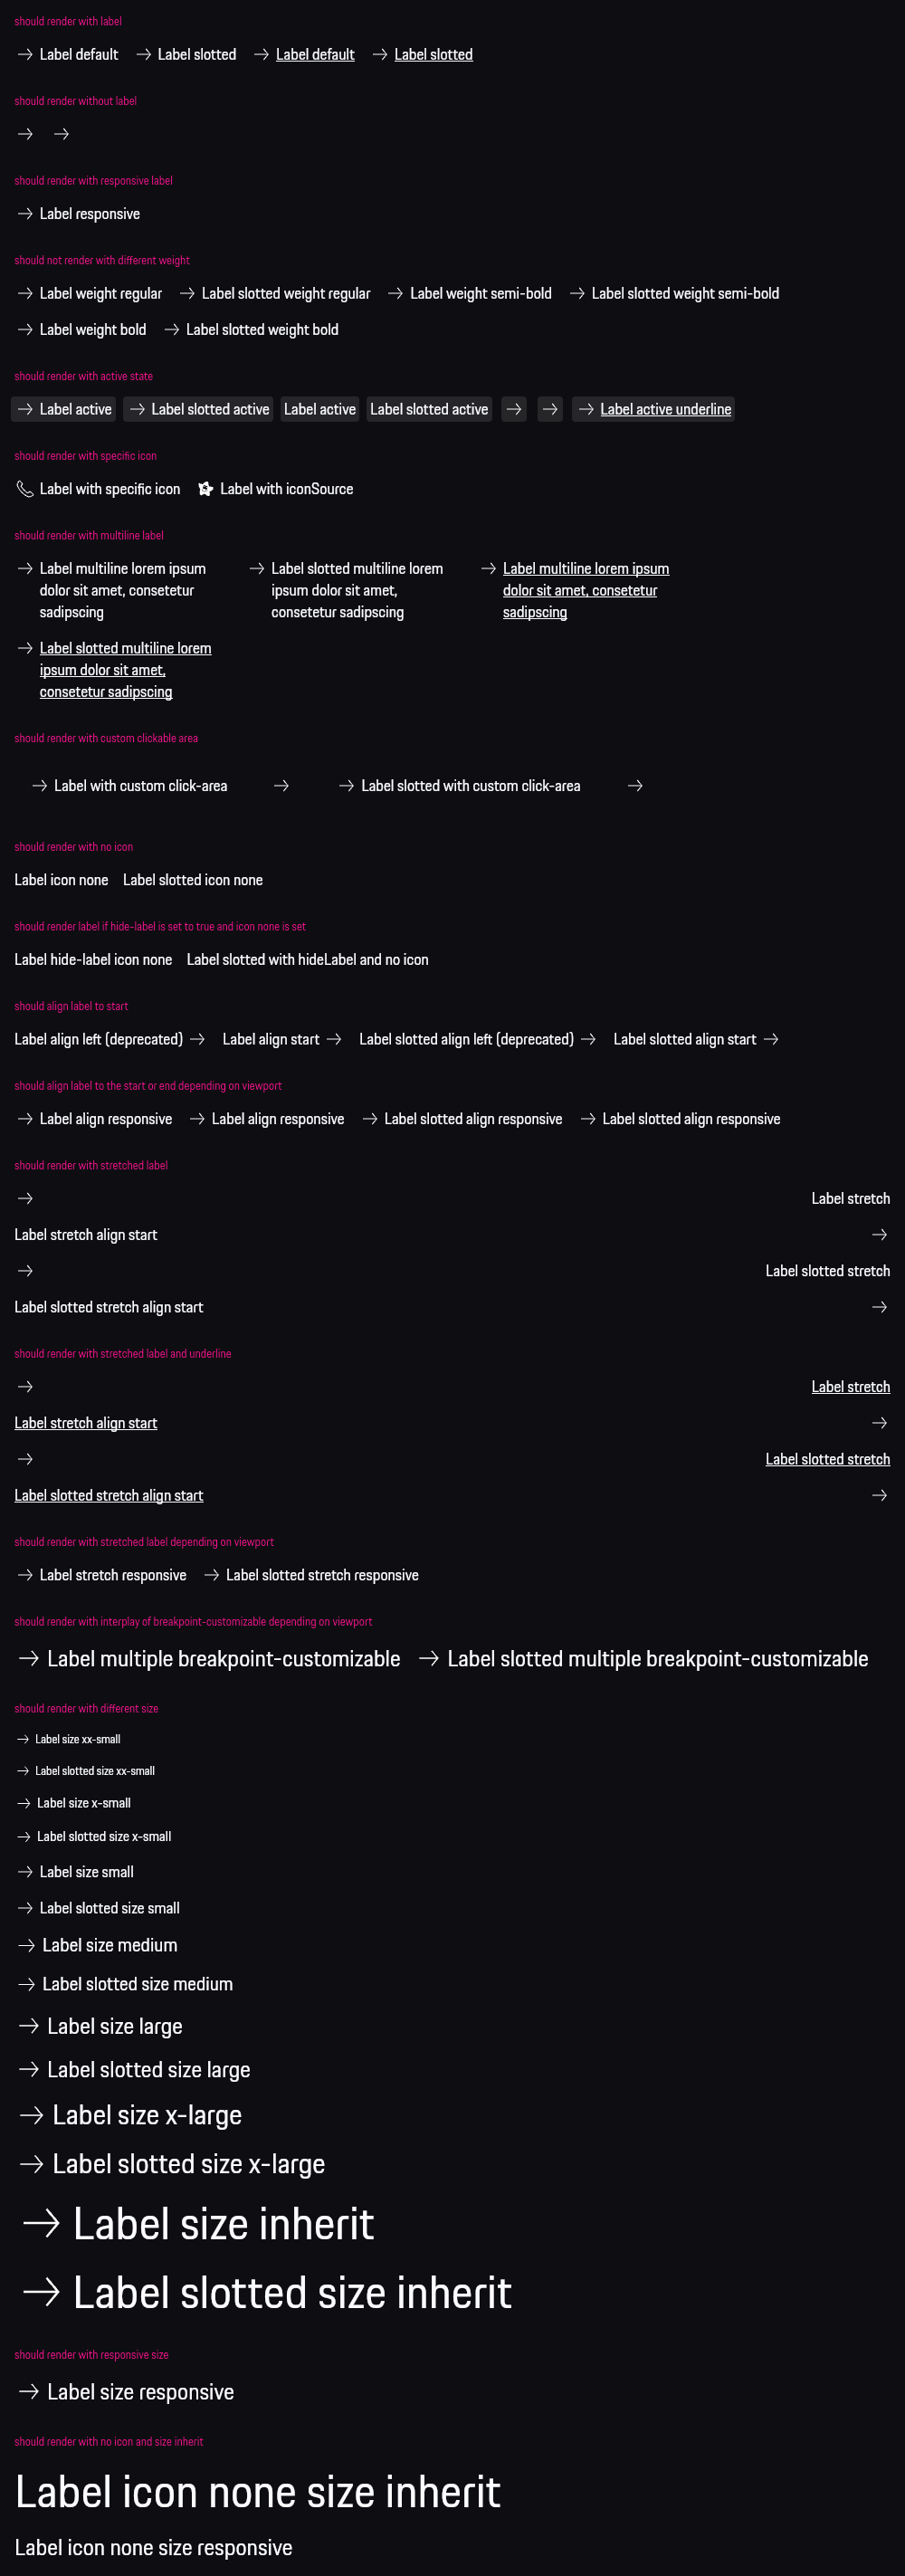 should render with label
Label default Label slotted Label default Label slotted
should render without label
should render with responsive label
Label responsive
should not render with different weight
Label weight regular Label slotted weight regular Label weight semi-bold Label slotted weight semi-bold
Label weight bold Label slotted weight bold
should render with active state
Label active Label slotted active Label active Label slotted active Label active underline
should render with specific icon
Label with specific icon Label with iconSource
should render with multiline label
Label multiline lorem ipsum
dolor sit amet, consetetur
sadipscing
Label slotted multiline lorem
ipsum dolor sit amet,
consetetur sadipscing
Label multiline lorem ipsum
dolor sit amet, consetetur
sadipscing
Label slotted multiline lorem
ipsum dolor sit amet,
consetetur sadipscing
should render with custom clickable area
Label with custom click-area Label slotted with custom click-area
should render with no icon
Label icon none Label slotted icon none
should render label if hide-label is set to true and icon none is set
Label hide-label icon none Label slotted with hideLabel and no icon
should align label to start
Label align left (deprecated) Label align start Label slotted align left (deprecated) Label slotted align start
should align label to the start or end depending on viewport
Label align responsive Label align responsive Label slotted align responsive Label slotted align responsive
should render with stretched label
Label stretch
Label stretch align start
Label slotted stretch
Label slotted stretch align start
should render with stretched label and underline
Label stretch
Label stretch align start
Label slotted stretch
Label slotted stretch align start
should render with stretched label depending on viewport
Label stretch responsive Label slotted stretch responsive
should render with interplay of breakpoint-customizable depending on viewport
Label multiple breakpoint-customizable Label slotted multiple breakpoint-customizable
should render with different size
Label size xx-small
Label slotted size xx-small
Label size x-small
Label slotted size x-small
Label size small
Label slotted size small
Label size medium
Label slotted size medium
Label size large
Label slotted size large
Label size x-large
Label slotted size x-large
Label size inherit
Label slotted size inherit
should render with responsive size
Label size responsive
should render with no icon and size inherit
Label icon none size inherit
Label icon none size responsive